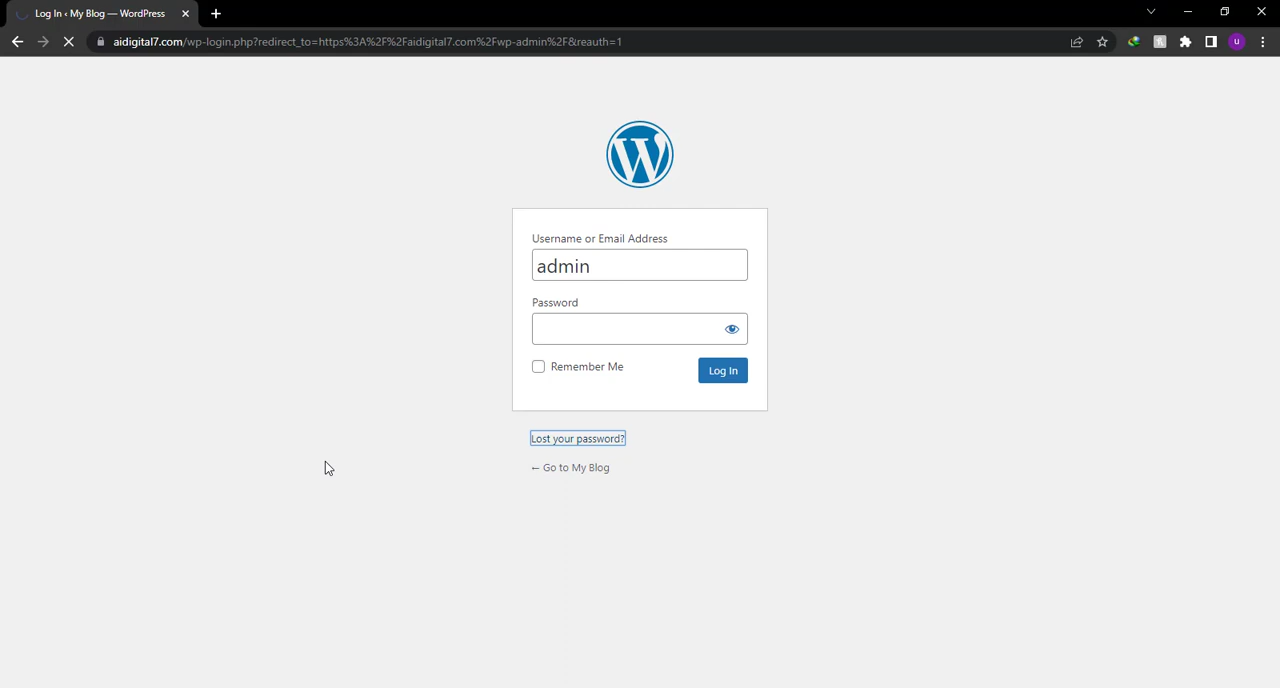 Log In ‹ My Blog — WordPress
aidigital7.com/wp-login.php?redirect_to=https%3A%2F%2Faidigital7.com%2Fwp-admin%2F&reauth=1
U
W
Username or Email Address
admin
Password
Remember Me
Log In
Lost your password?
← Go to My Blog